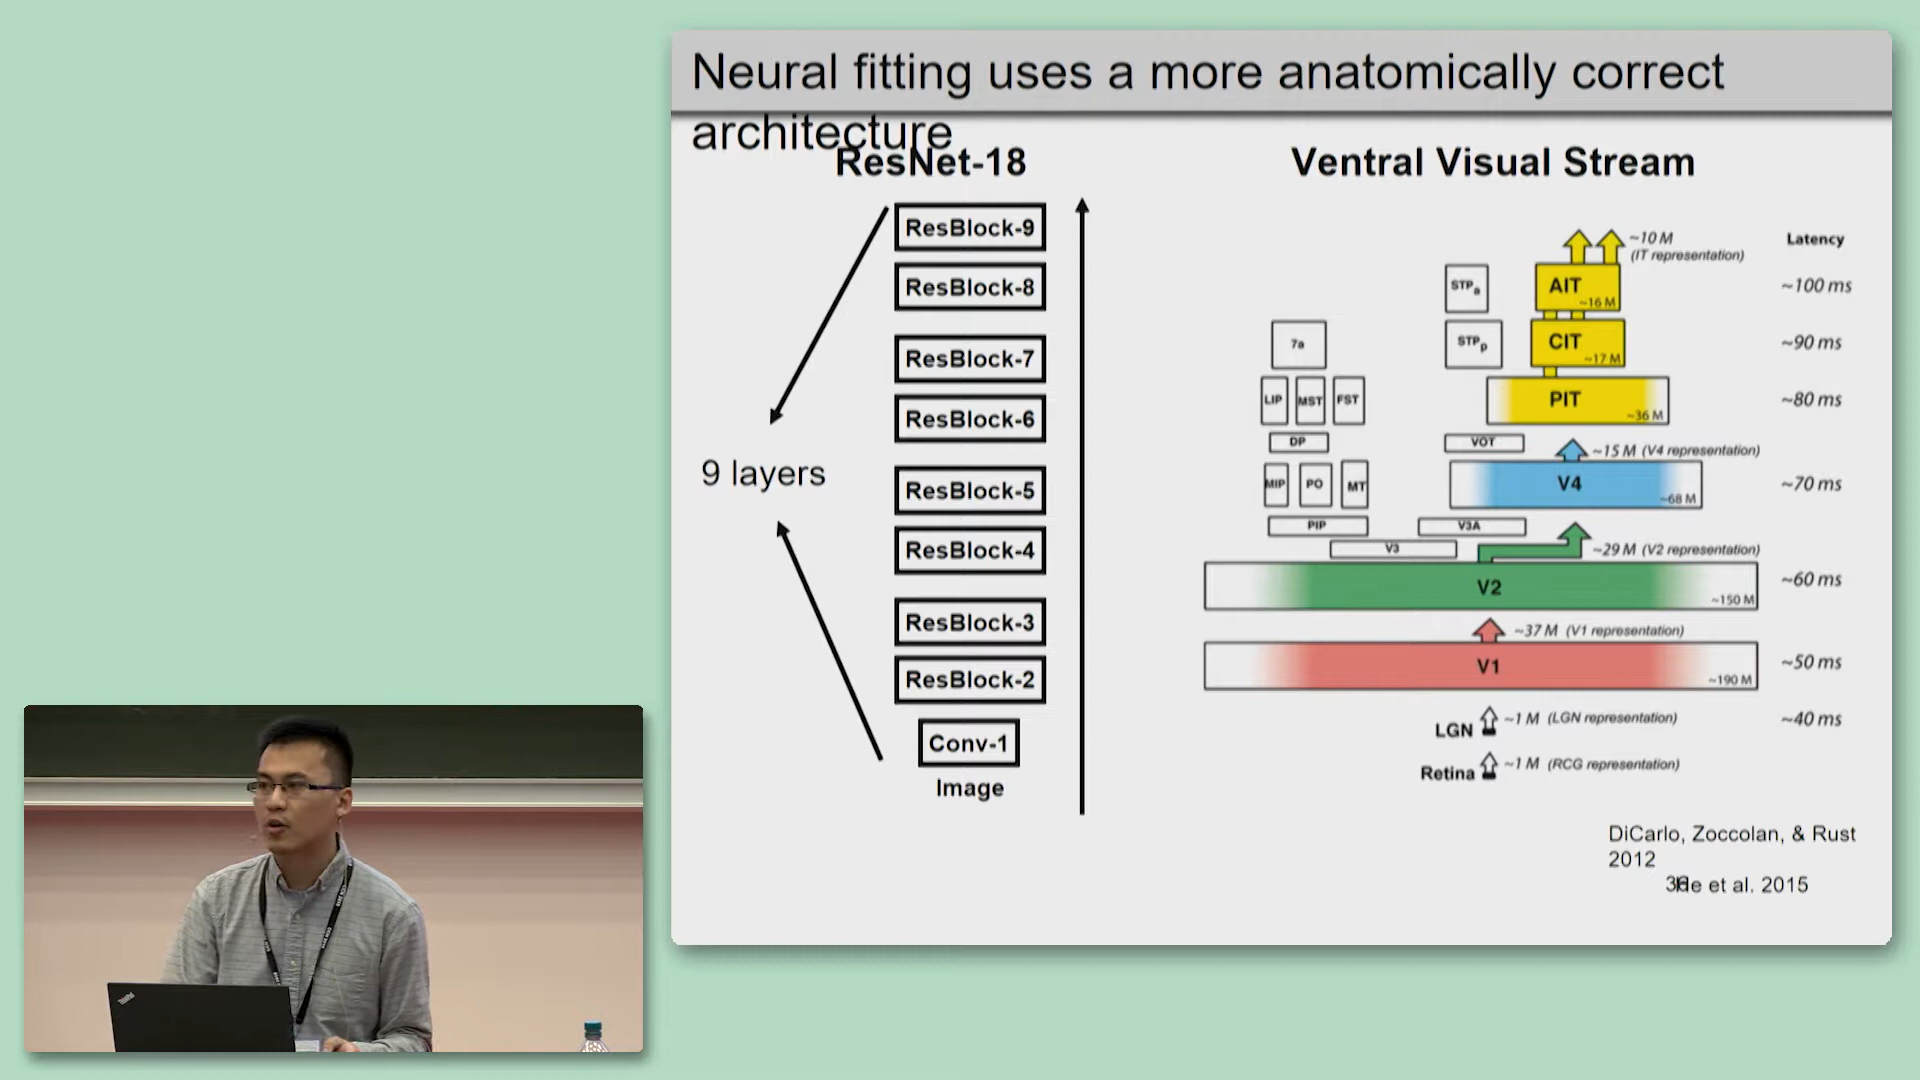 Neural fitting uses a more anatomically correct
architecture
ResNet-18
ResBlock-9
ResBlock-8
ResBlock-7
ResBlock-6
9 layers
ResBlock-5
ResBlock-4
ResBlock-3
ResBlock-2
Conv-1
Image
Ventral Visual Stream
Latency
~10 M
(IT representation)
STPa
AIT
~16 M
~100 ms
7a
STPp
CIT
~17 M
~90 ms
LIP
MST
FST
PIT
~36 M
~80 ms
DP
VOT
~15 M (V4 representation)
MIP
PO
MT
V4
~68 M
~70 ms
PIP
V3A
V3
~29 M (V2 representation)
V2
~150 M
~60 ms
~37 M (V1 representation)
V1
~190 M
~50 ms
LGN
~1 M (LGN representation)
~40 ms
Retina
~1 M (RCG representation)
DiCarlo, Zoccolan, & Rust
2012
He et al. 2015
ThinkPad